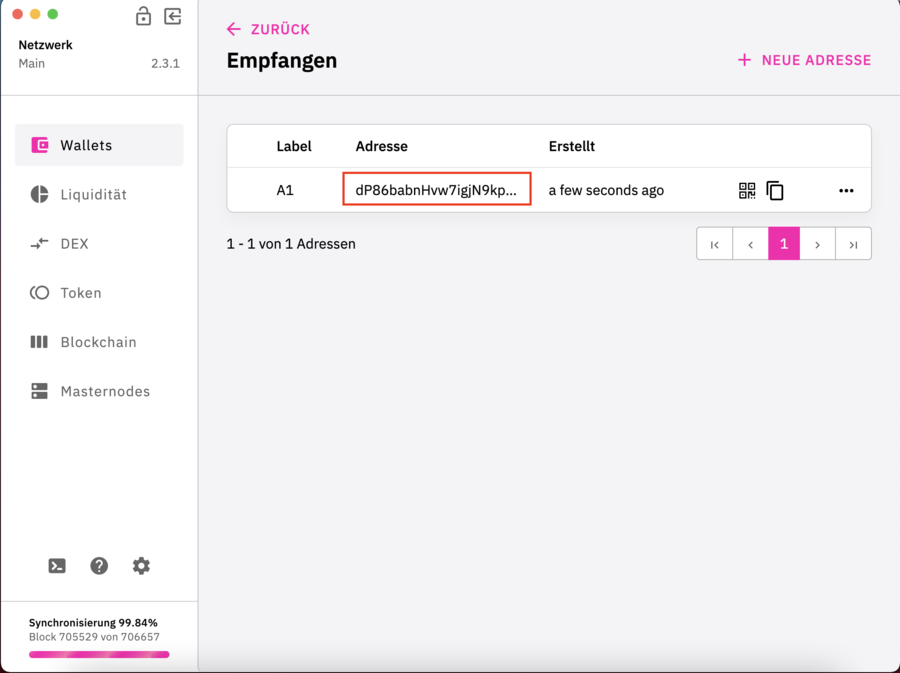 Netzwerk
Main 2.3.1
Wallets
Liquidität
DEX
Token
Blockchain
Masternodes
Synchronisierung 99.84%
Block 705529 von 706657
ZURÜCK
Empfangen
NEUE ADRESSE
Label Adresse Erstellt
A1 dP86babnHvw7igjN9kp... a few seconds ago
1 - 1 von 1 Adressen
1